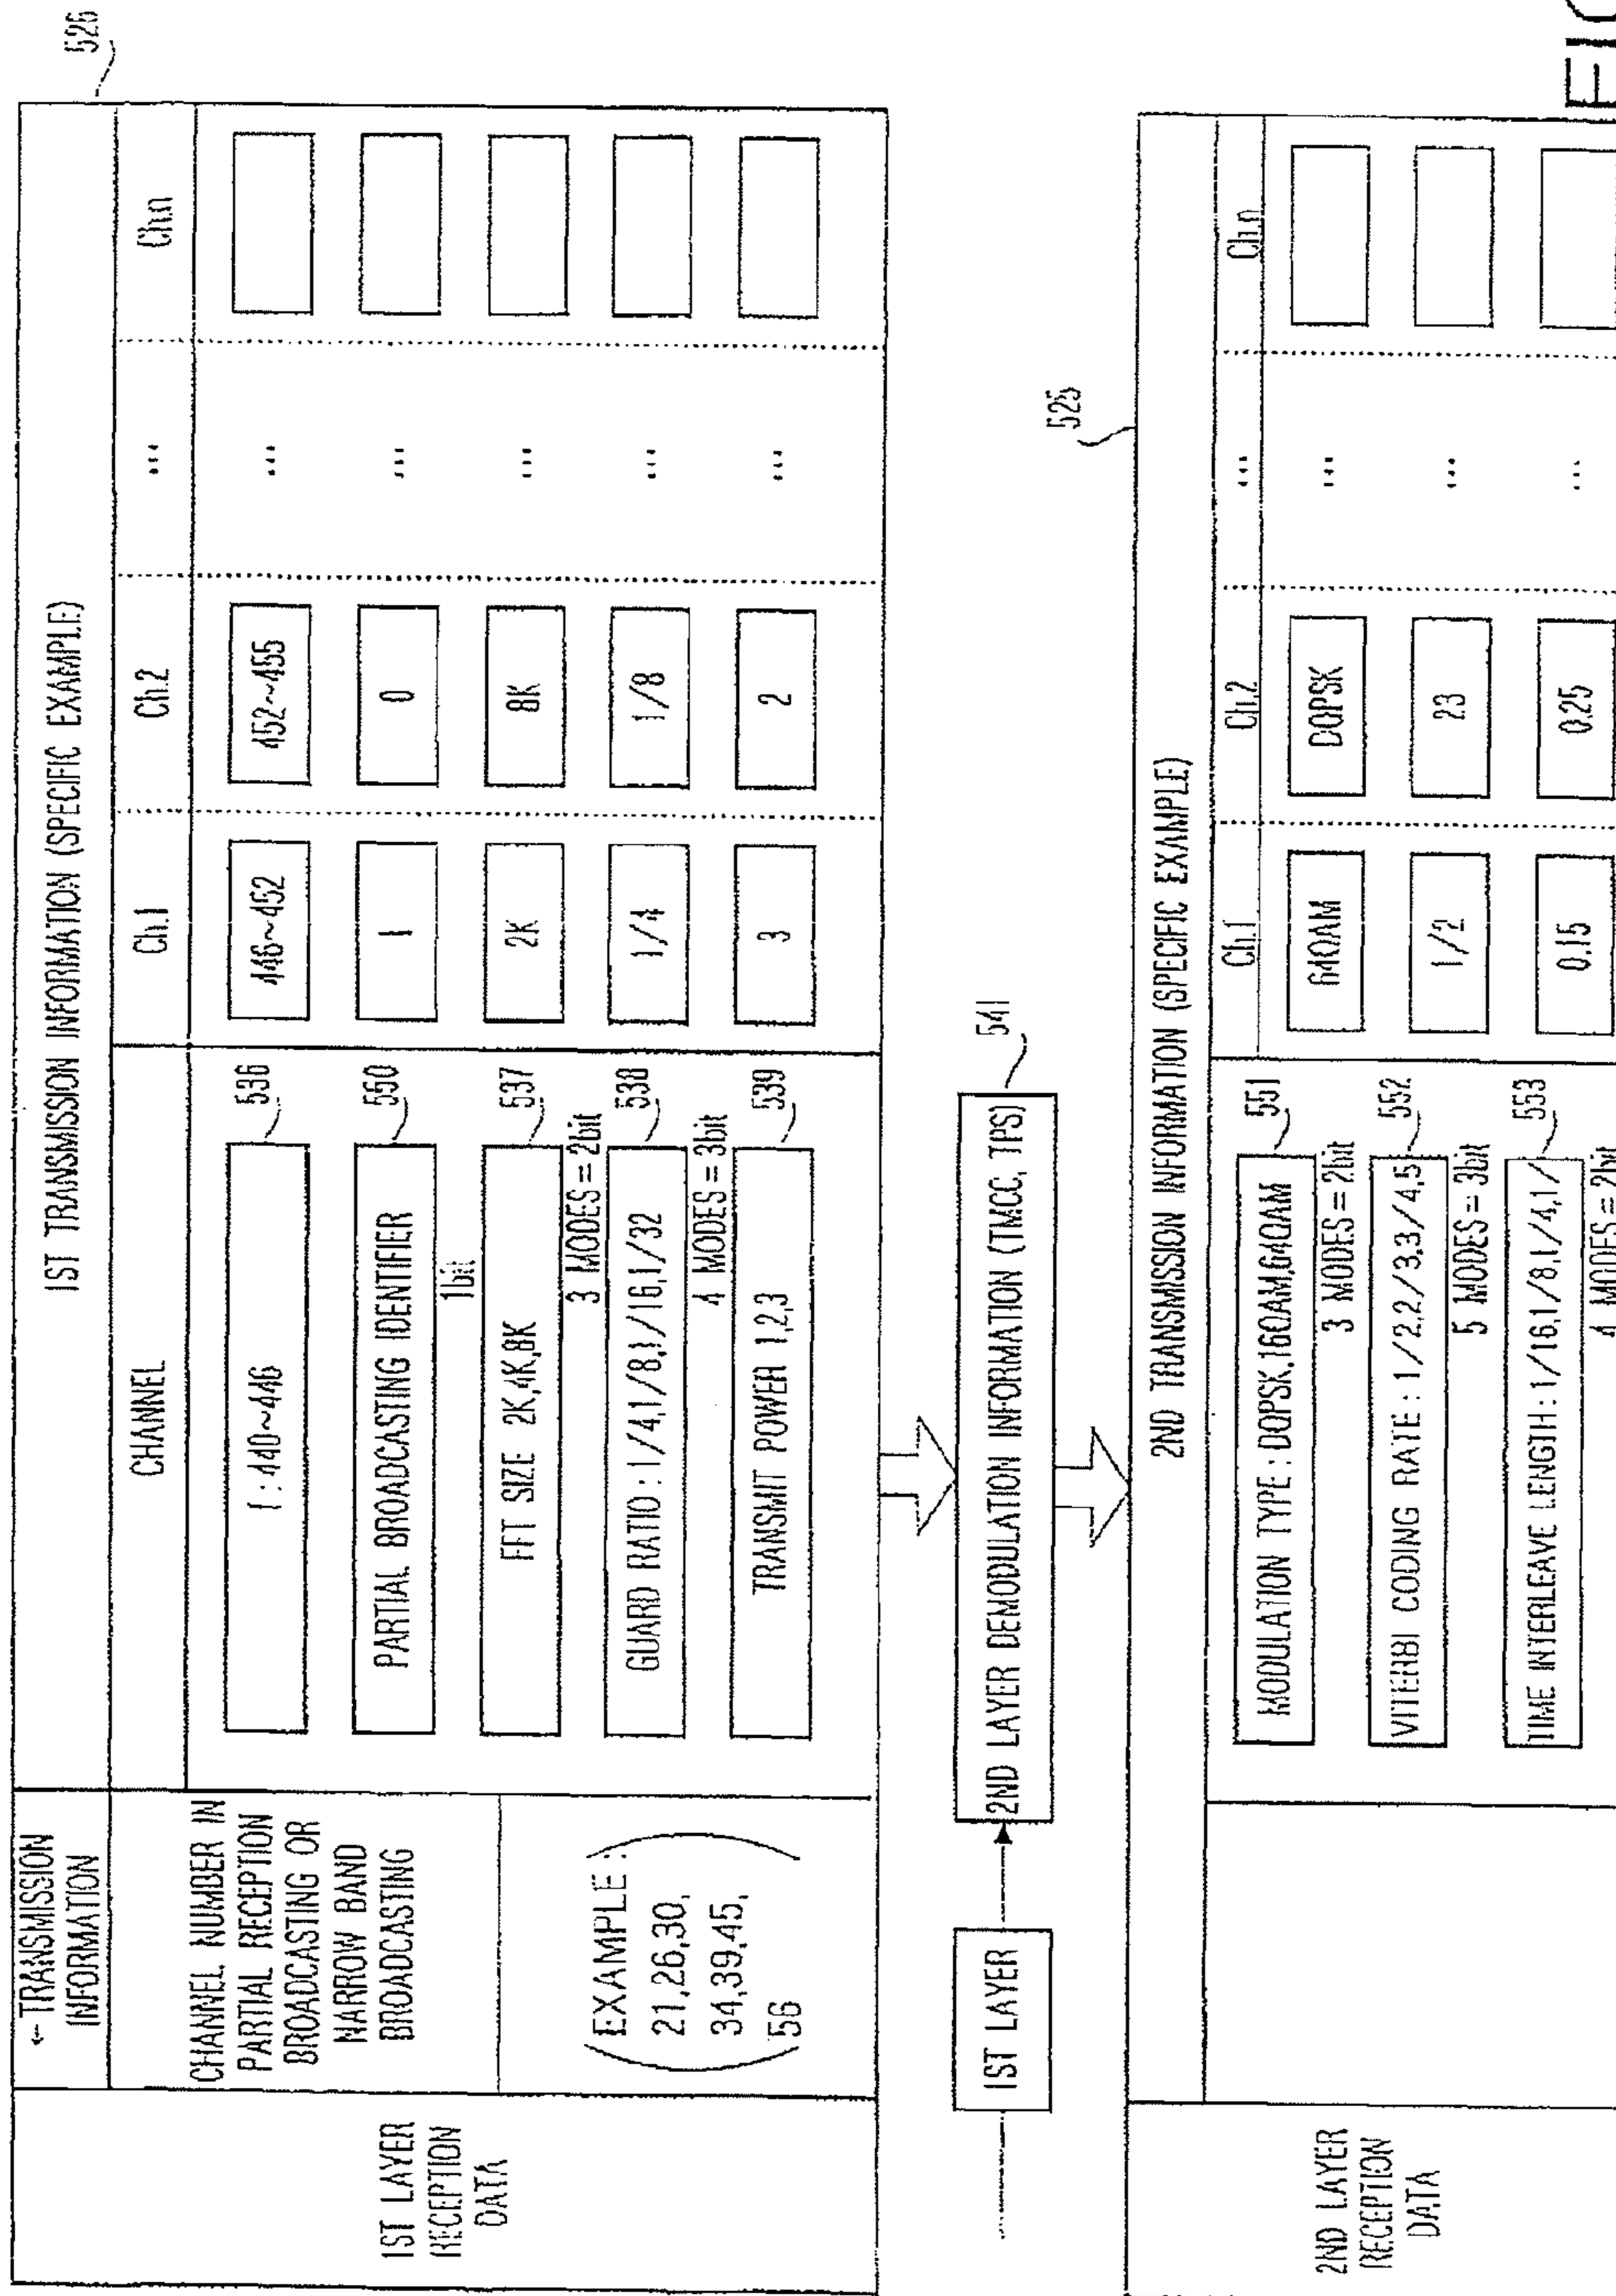 1ST TRANSMISSION INFORMATION (SPECIFIC EXAMPLE)
526
← TRANSMISSION
INFORMATION
CHANNEL
Ch.1
Ch.2
...
Ch.n
1ST LAYER
RECEPTION
DATA
CHANNEL NUMBER IN
PARTIAL RECEPTION
BROADCASTING OR
NARROW BAND
BROADCASTING
(EXAMPLE :
21,26,30,
34,39,45,
56)
f : 440~446
536
446~452
452~455
...
PARTIAL BROADCASTING IDENTIFIER
550
1bit
1
0
...
FFT SIZE 2K,4K,8K
537
3 MODES = 2bit
2K
8K
...
GUARD RATIO : 1/4,1/8,1/16,1/32
538
4 MODES = 3bit
1/4
1/8
...
TRANSMIT POWER 1,2,3
539
3
2
...
1ST LAYER
2ND LAYER DEMODULATION INFORMATION (TMCC, TPS)
541
525
2ND TRANSMISSION INFORMATION (SPECIFIC EXAMPLE)
Ch.1
Ch.2
...
Ch.n
2ND LAYER
RECEPTION
DATA
MODULATION TYPE : DQPSK,16QAM,64QAM
551
3 MODES = 2bit
64QAM
DQPSK
...
VITERBI CODING RATE : 1/2,2/3,3/4,5
552
5 MODES = 3bit
1/2
23
...
TIME INTERLEAVE LENGTH : 1/16,1/8,1/4,1/
553
4 MODES = 2bit
0.15
0.25
...